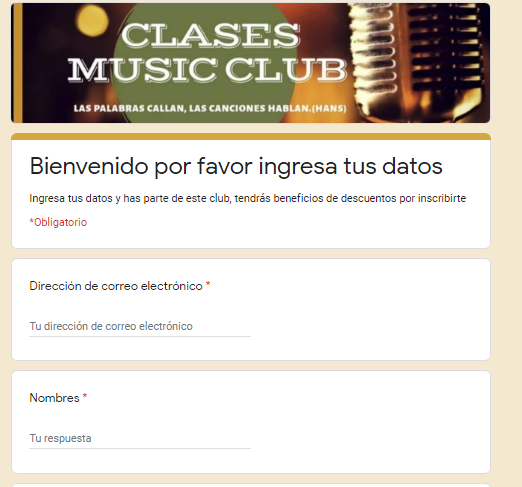 CLASES
MUSIC CLUB
LAS PALABRAS CALLAN, LAS CANCIONES HABLAN.(HANS)
Bienvenido por favor ingresa tus datos
Ingresa tus datos y has parte de este club, tendrás beneficios de descuentos por inscribirte
*Obligatorio
Dirección de correo electrónico *
Tu dirección de correo electrónico
Nombres *
Tu respuesta